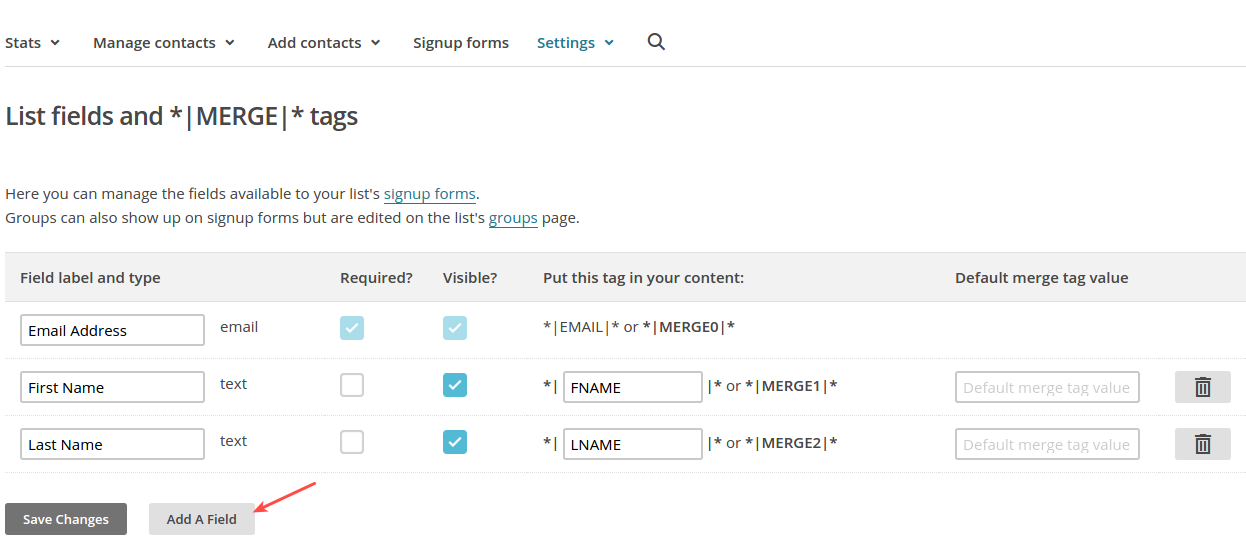 Stats Manage contacts Add contacts Signup forms Settings
List fields and *|MERGE|* tags
Here you can manage the fields available to your list's signup forms.
Groups can also show up on signup forms but are edited on the list's groups page.
Field label and type Required? Visible? Put this tag in your content: Default merge tag value
Email Address email *|EMAIL|* or *|MERGE0|*
First Name text *| FNAME |* or *|MERGE1|* Default merge tag value
Last Name text *| LNAME |* or *|MERGE2|* Default merge tag value
Save Changes Add A Field